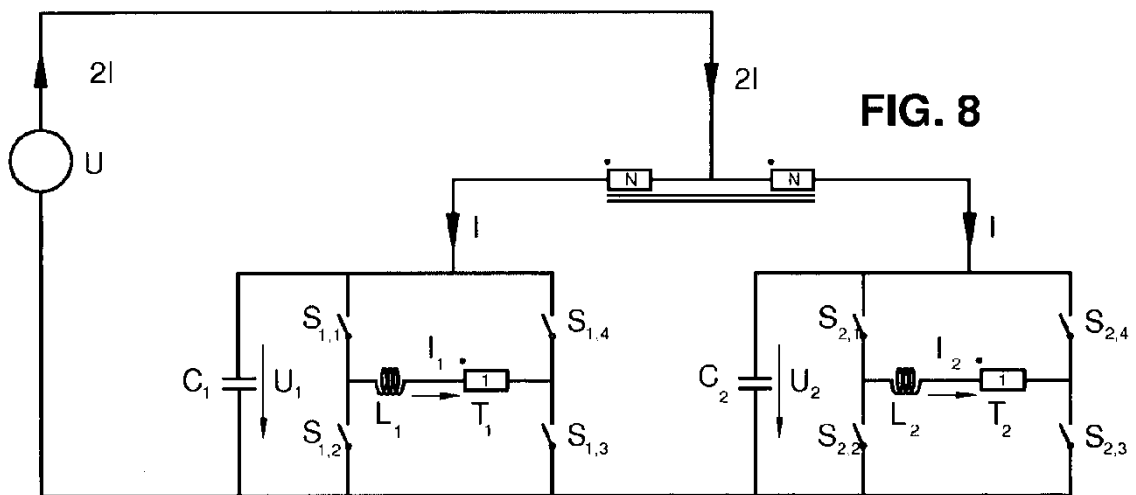 2I
2I
FIG. 8
U
N
N
I
I
S1,1
S1,4
S2,1
S2,4
I1
I2
C1
U1
1
C2
U2
1
L1
T1
L2
T2
S1,2
S1,3
S2,2
S2,3